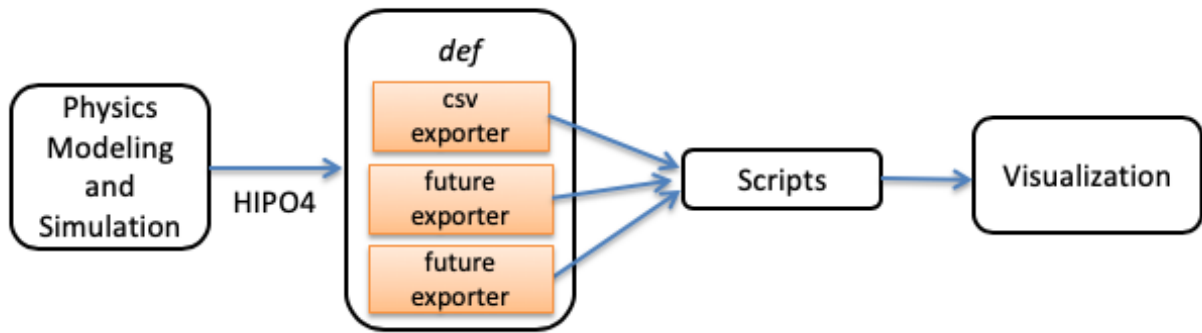 Physics
Modeling
and
Simulation
HIPO4
def
csv
exporter
future
exporter
future
exporter
Scripts
Visualization